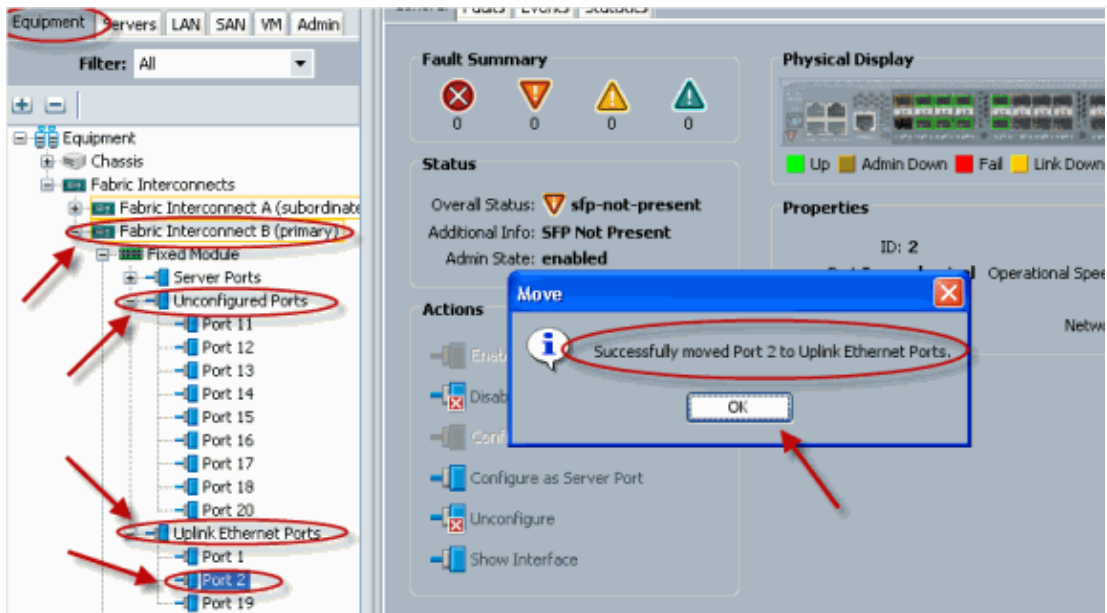 Equipment Servers LAN SAN VM Admin
Filter: All
Equipment
Chassis
Fabric Interconnects
Fabric Interconnect A (subordinate
Fabric Interconnect B (primary)
Fixed Module
Server Ports
Unconfigured Ports
Port 11
Port 12
Port 13
Port 14
Port 15
Port 16
Port 17
Port 18
Port 20
Uplink Ethernet Ports
Port 1
Port 2
Port 19
General Faults Events Statistics
Fault Summary
0 0 0 0
Status
Overall Status: sfp-not-present
Additional Info: SFP Not Present
Admin State: enabled
Actions
Enab
Disab
Conf
Configure as Server Port
Unconfigure
Show Interface
Physical Display
Up Admin Down Fail Link Down
Properties
ID: 2
Operational Spee
Netwo
Move
Successfully moved Port 2 to Uplink Ethernet Ports.
OK